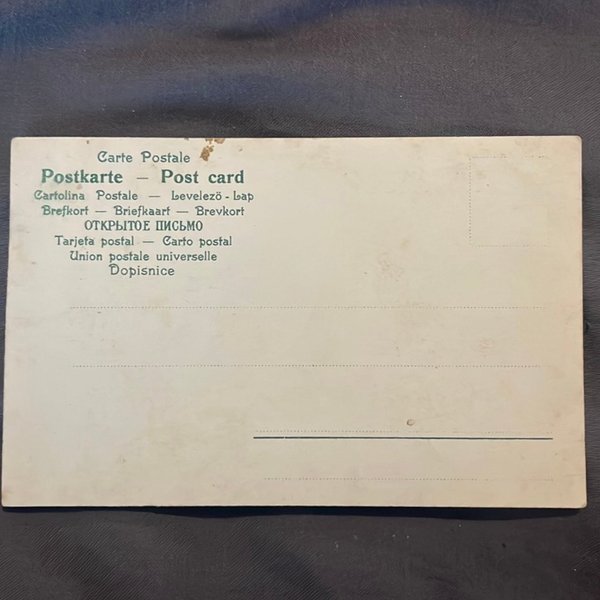 Carte Postale
Postkarte — Post card
Cartolina Postale — Levelezö-Lap
Brefkort — Briefkaart — Brevkort
ОТКРЫТОЕ ПИСЬМО
Tarjeta postal — Carto postal
Union postale universelle
Dopisnice